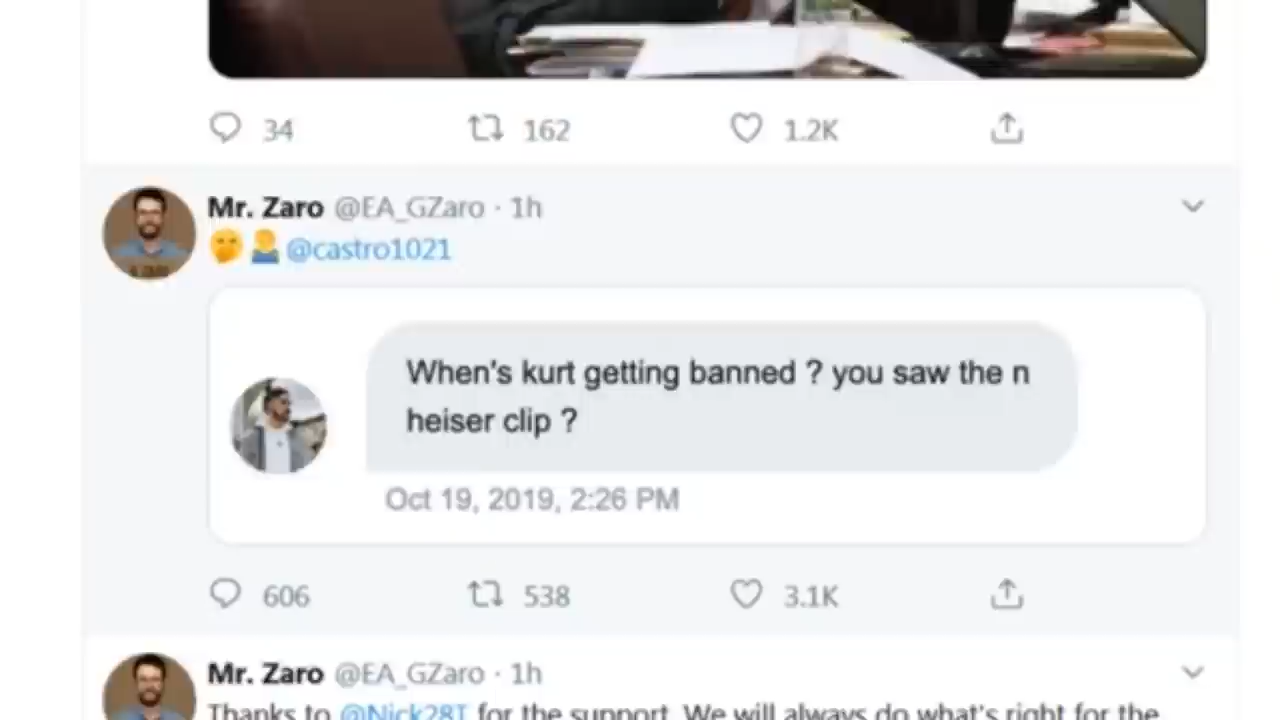 34 162 1.2K
Mr. Zaro @EA_GZaro · 1h
@castro1021
When's kurt getting banned ? you saw the n
heiser clip ?
Oct 19, 2019, 2:26 PM
606 538 3.1K
Mr. Zaro @EA_GZaro · 1h
Thanks to @Nick28T for the support. We will always do what's right for the